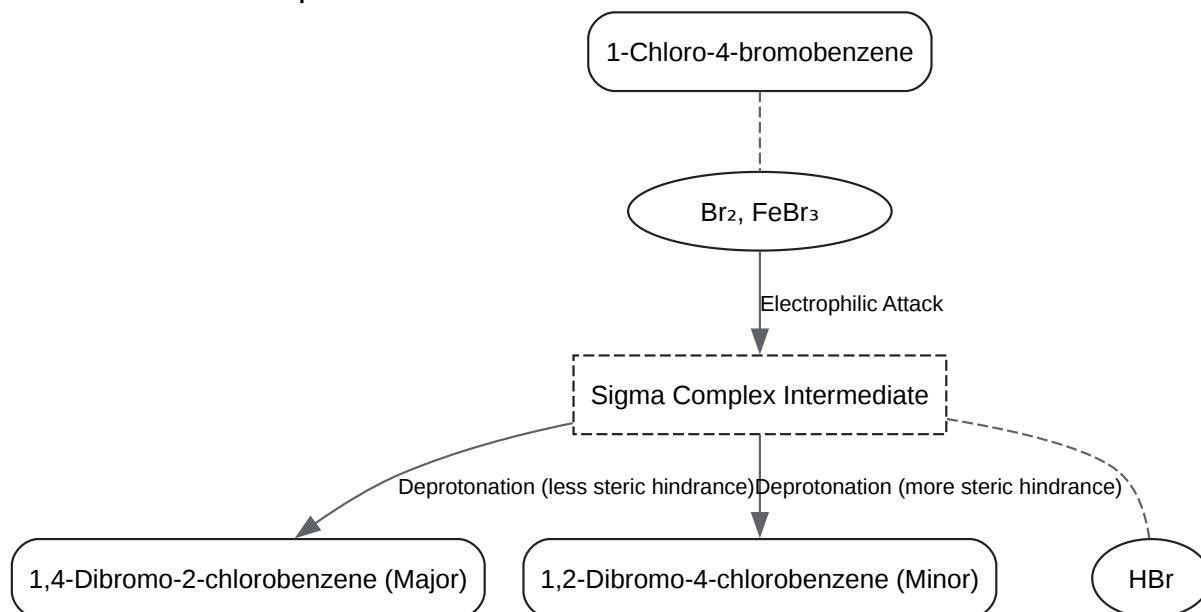 1-Chloro-4-bromobenzene
Br₂, FeBr₃
Electrophilic Attack
Sigma Complex Intermediate
Deprotonation (less steric hindrance)
Deprotonation (more steric hindrance)
1,4-Dibromo-2-chlorobenzene (Major)
1,2-Dibromo-4-chlorobenzene (Minor)
HBr